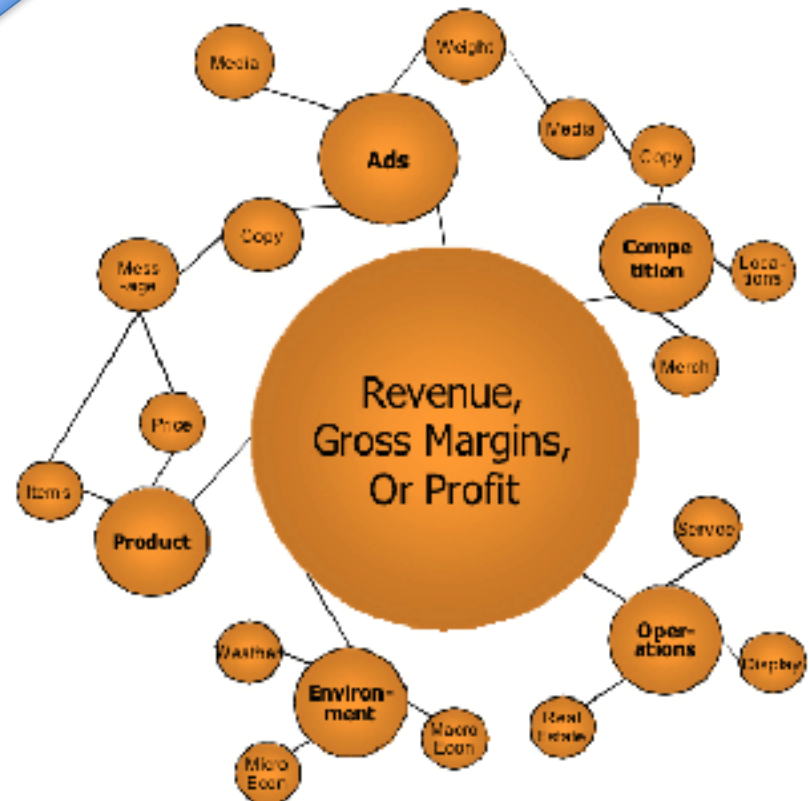 Media
Weight
Ads
Media
Copy
Copy
Mess
-age
Compe
tition
Loca-
tions
Merch
Revenue,
Gross Margins,
Or Profit
Price
Items
Product
Service
Oper-
ations
Display
Real
Estate
Weather
Environ-
ment
Macro
Econ
Micro
Econ